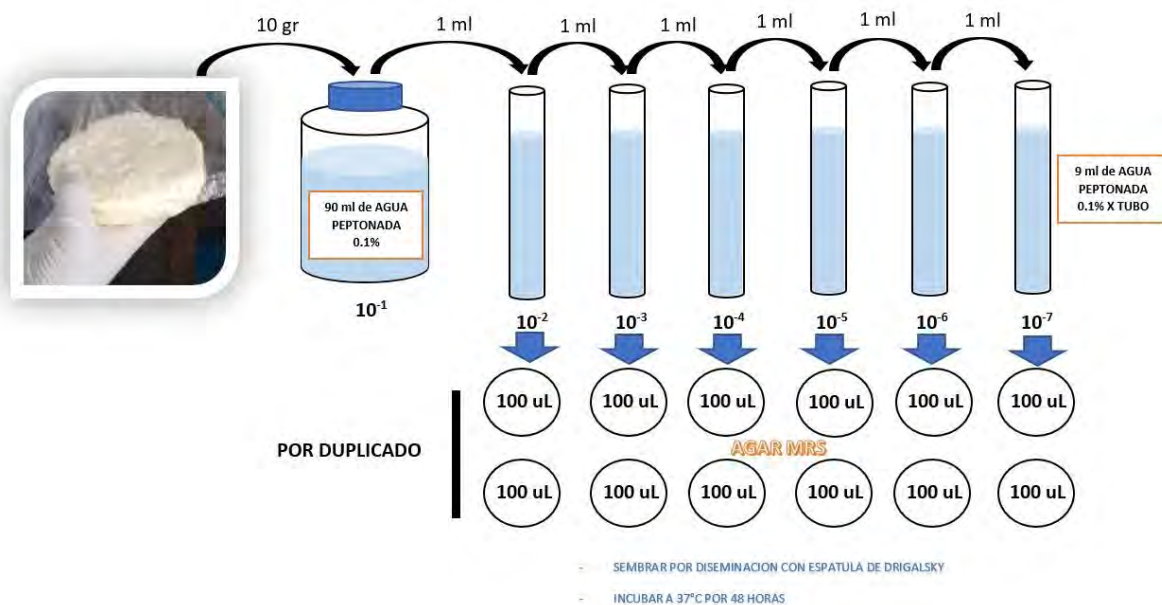 10 gr
1 ml
1 ml
1 ml
1 ml
1 ml
1 ml
90 ml de AGUA
PEPTONADA
0.1%
9 ml de AGUA
PEPTONADA
0.1% X TUBO
10⁻¹
10⁻²
10⁻³
10⁻⁴
10⁻⁵
10⁻⁶
10⁻⁷
100 uL
100 uL
100 uL
100 uL
100 uL
100 uL
POR DUPLICADO
AGAR MRS
100 uL
100 uL
100 uL
100 uL
100 uL
100 uL
- SEMBRAR POR DISEMINACION CON ESPATULA DE DRIGALSKY
- INCUBAR A 37°C POR 48 HORAS